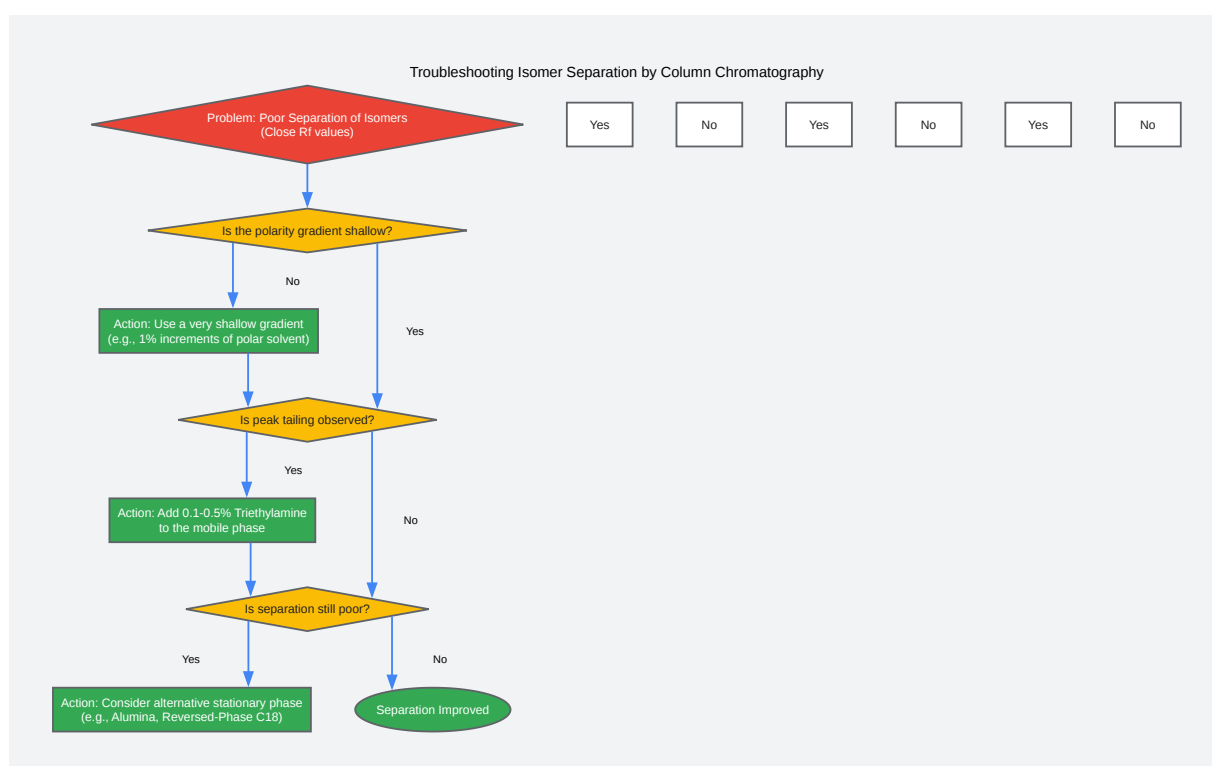 Troubleshooting Isomer Separation by Column Chromatography
Problem: Poor Separation of Isomers
(Close Rf values)
Yes
No
Yes
No
Yes
No
Is the polarity gradient shallow?
No
Action: Use a very shallow gradient
(e.g., 1% increments of polar solvent)
Yes
Is peak tailing observed?
Yes
Action: Add 0.1-0.5% Triethylamine
to the mobile phase
No
Is separation still poor?
Yes
No
Action: Consider alternative stationary phase
(e.g., Alumina, Reversed-Phase C18)
Separation Improved